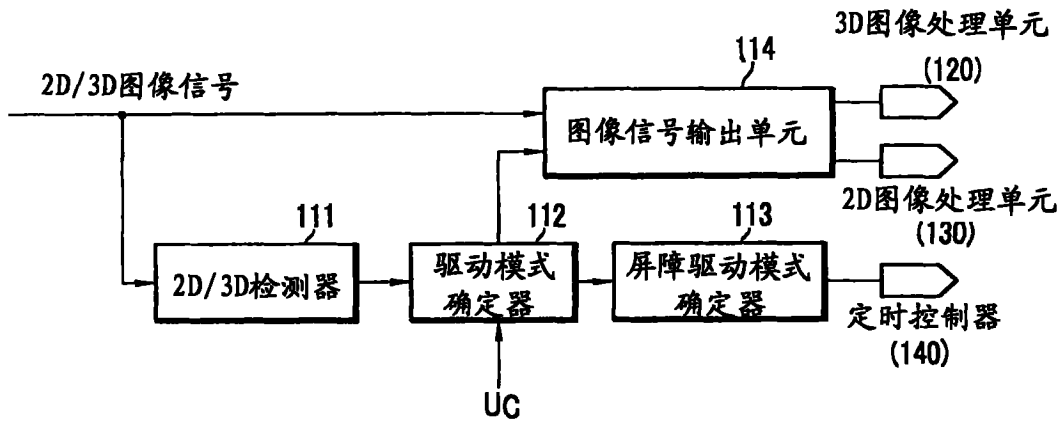 3D图像处理单元
(120)
114
2D/3D图像信号
图像信号输出单元
2D图像处理单元
(130)
111
112
113
2D/3D检测器
驱动模式
确定器
屏障驱动模式
确定器
定时控制器
(140)
UC